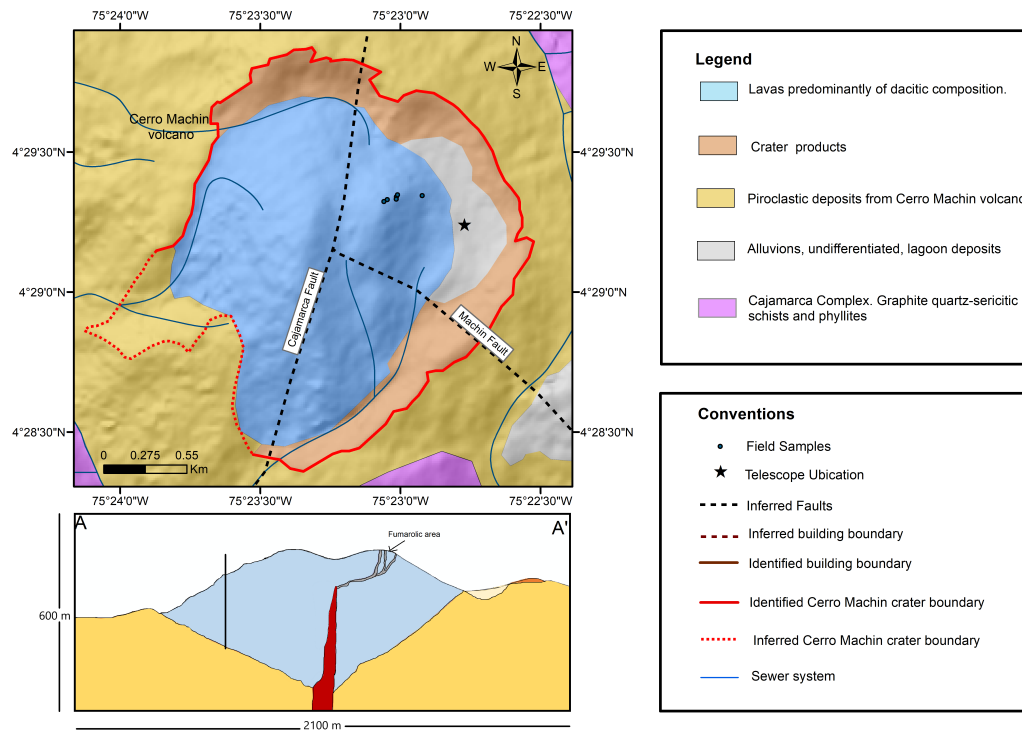 75°24'0"W 75°23'30"W 75°23'0"W 75°22'30"W
N
W E
S
Cerro Machin
volcano
4°29'30"N 4°29'30"N
4°29'0"N 4°29'0"N
Cajamarca Fault
Machin Fault
4°28'30"N 4°28'30"N
0 0.275 0.55
Km
75°24'0"W 75°23'30"W 75°23'0"W 75°22'30"W
A A'
Fumarolic area
600 m
2100 m
Legend
Lavas predominantly of dacitic composition.
Crater products
Piroclastic deposits from Cerro Machin volcano
Alluvions, undifferentiated, lagoon deposits
Cajamarca Complex. Graphite quartz-sericitic
schists and phyllites
Conventions
Field Samples
Telescope Ubication
Inferred Faults
Inferred building boundary
Identified building boundary
Identified Cerro Machin crater boundary
Inferred Cerro Machin crater boundary
Sewer system